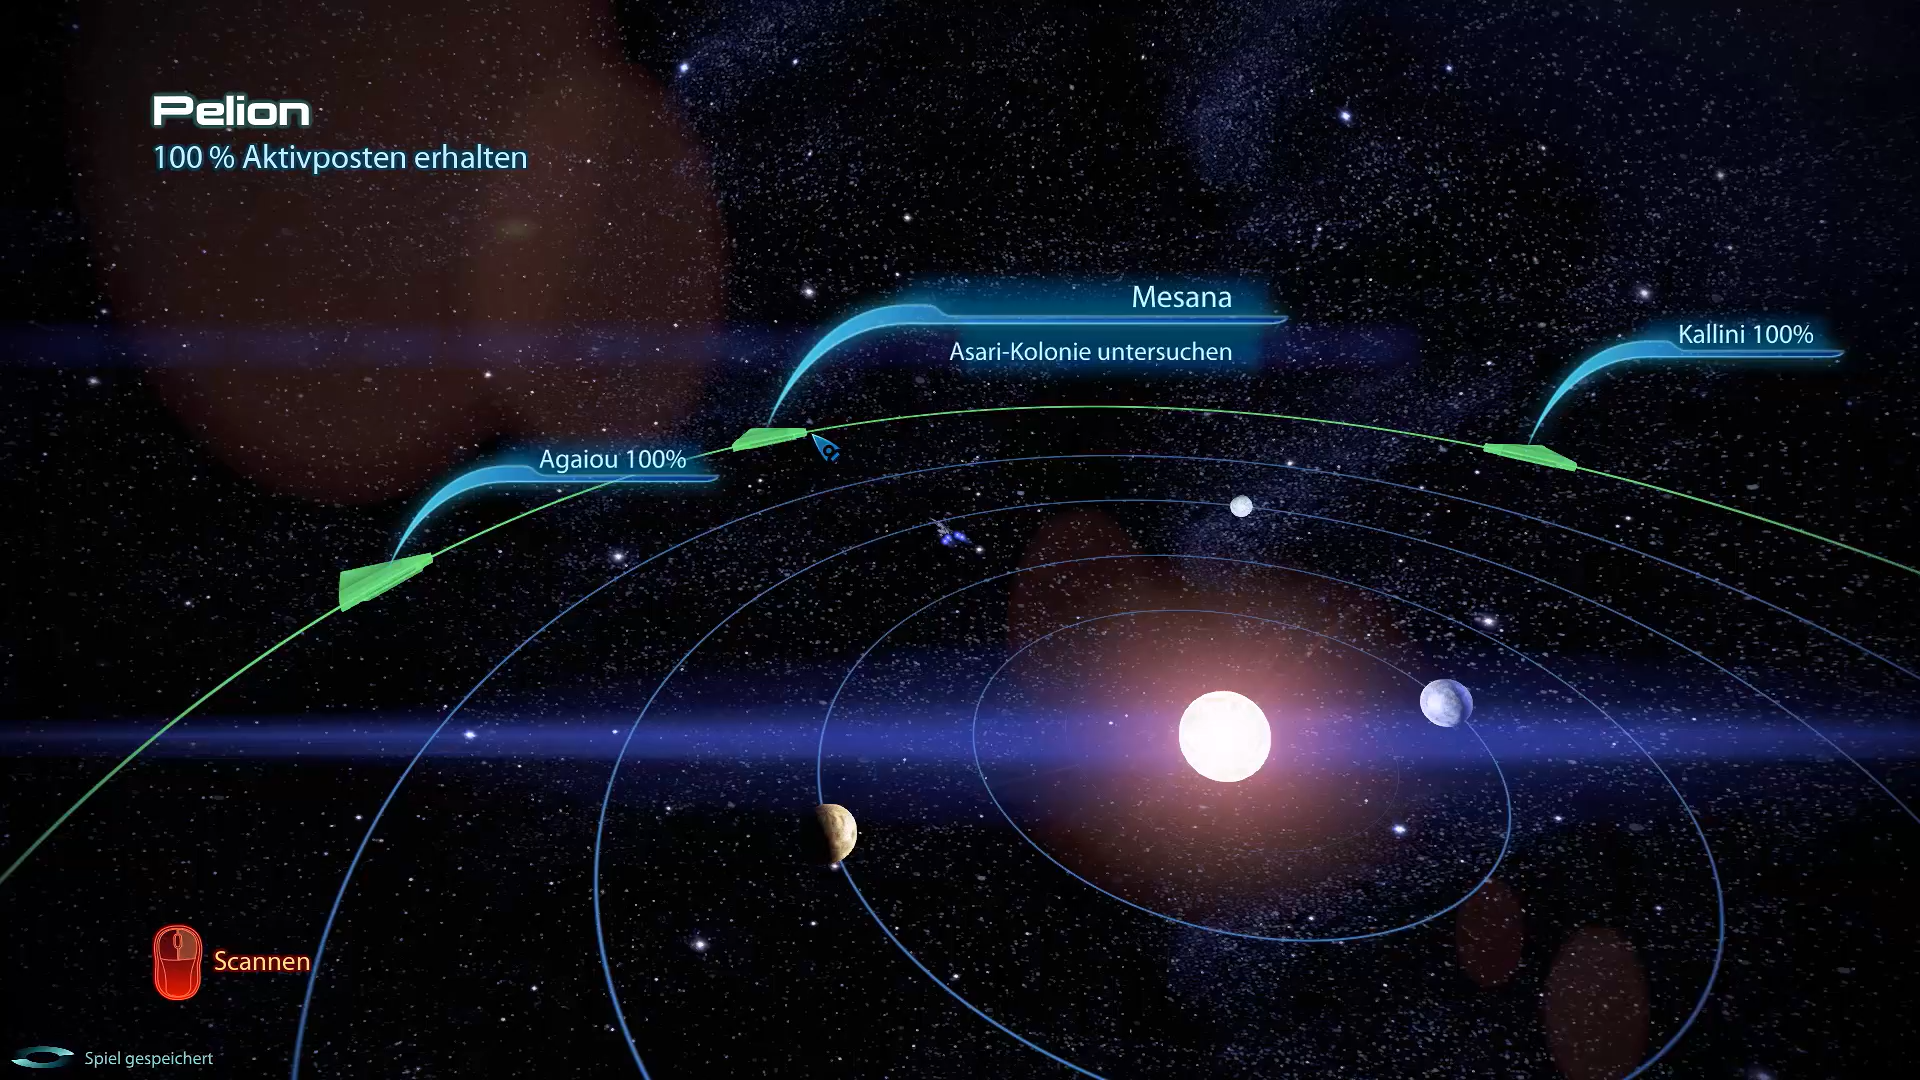 Pelion
100 % Aktivposten erhalten
Mesana
Asari-Kolonie untersuchen
Kallini 100%
Agaiou 100%
Scannen
Spiel gespeichert